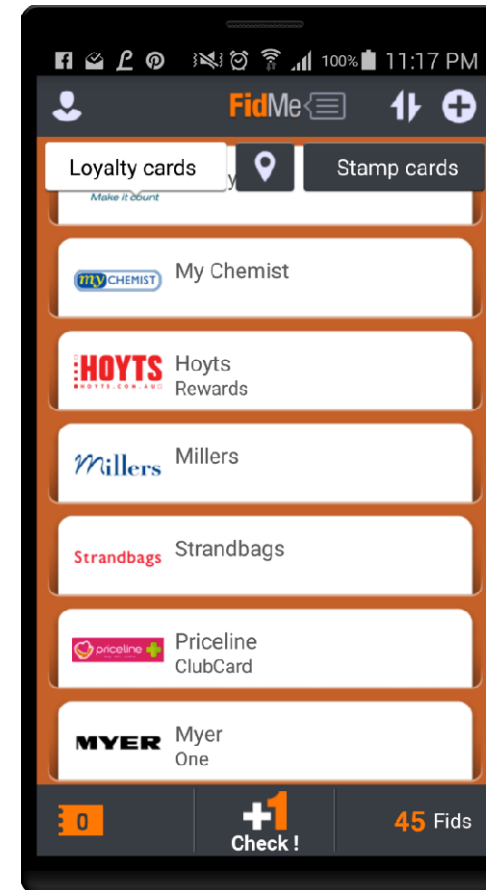 100% 11:17 PM
FidMe
Loyalty cards
Stamp cards
Make it count
my CHEMIST
My Chemist
HOYTS
HOYTS.COM.AU
Hoyts
Rewards
Millers
Millers
Strandbags
Strandbags
priceline
Priceline
ClubCard
MYER
Myer
One
0
+1
Check !
45 Fids